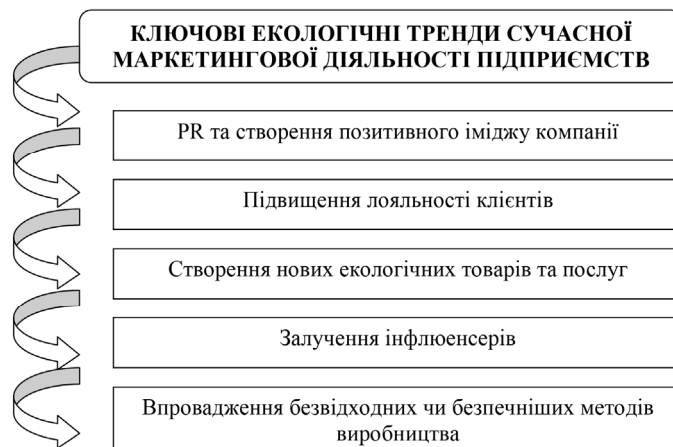 КЛЮЧОВІ ЕКОЛОГІЧНІ ТРЕНДИ СУЧАСНОЇ
МАРКЕТИНГОВОЇ ДІЯЛЬНОСТІ ПІДПРИЄМСТВ
PR та створення позитивного іміджу компанії
Підвищення лояльності клієнтів
Створення нових екологічних товарів та послуг
Залучення інфлюенсерів
Впровадження безвідходних чи безпечніших методів
виробництва